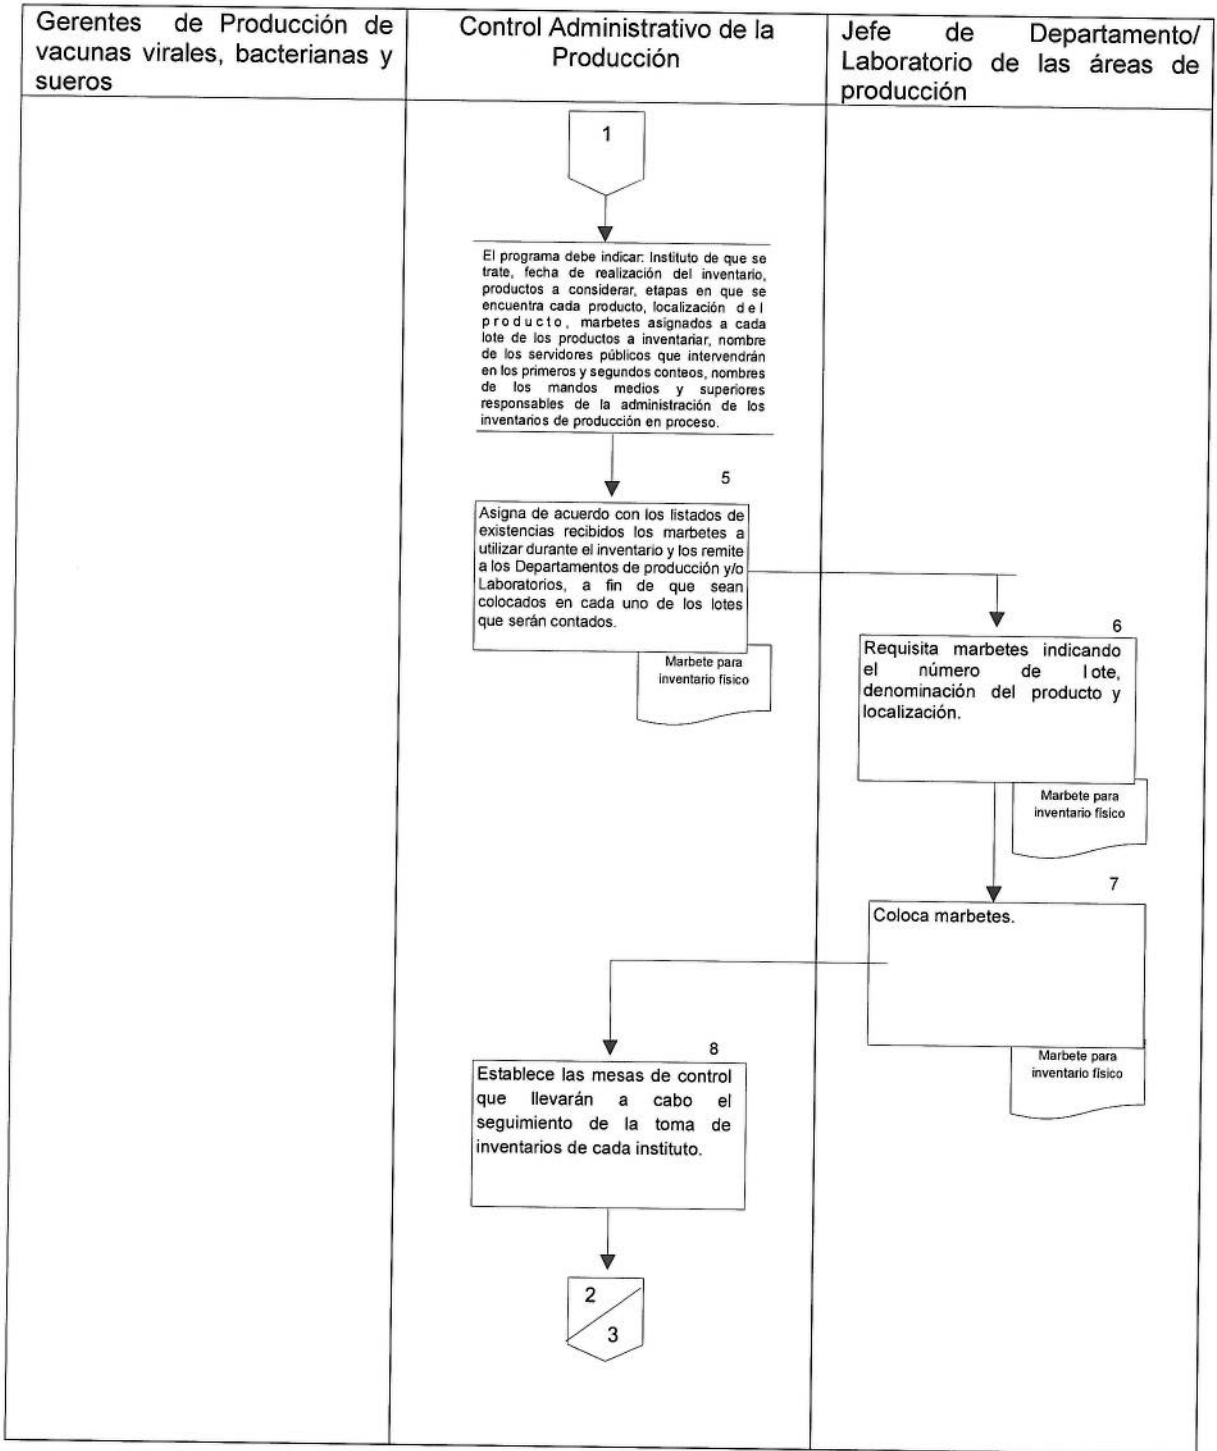 Gerentes de Producción de
vacunas virales, bacterianas y
sueros
Control Administrativo de la
Producción
Jefe de Departamento/
Laboratorio de las áreas de
producción
1
El programa debe indicar: Instituto de que se
trate, fecha de realización del inventario,
productos a considerar, etapas en que se
encuentra cada producto, localización del
producto, marbetes asignados a cada
lote de los productos a inventariar, nombre
de los servidores públicos que intervendrán
en los primeros y segundos conteos, nombres
de los mandos medios y superiores
responsables de la administración de los
inventarios de producción en proceso.
5
Asigna de acuerdo con los listados de
existencias recibidos los marbetes a
utilizar durante el inventario y los remite
a los Departamentos de producción y/o
Laboratorios, a fin de que sean
colocados en cada uno de los lotes
que serán contados.
Marbete para
inventario físico
6
Requisita marbetes indicando
el número de lote,
denominación del producto y
localización.
Marbete para
inventario físico
7
Coloca marbetes.
Marbete para
inventario físico
8
Establece las mesas de control
que llevarán a cabo el
seguimiento de la toma de
inventarios de cada instituto.
2
3